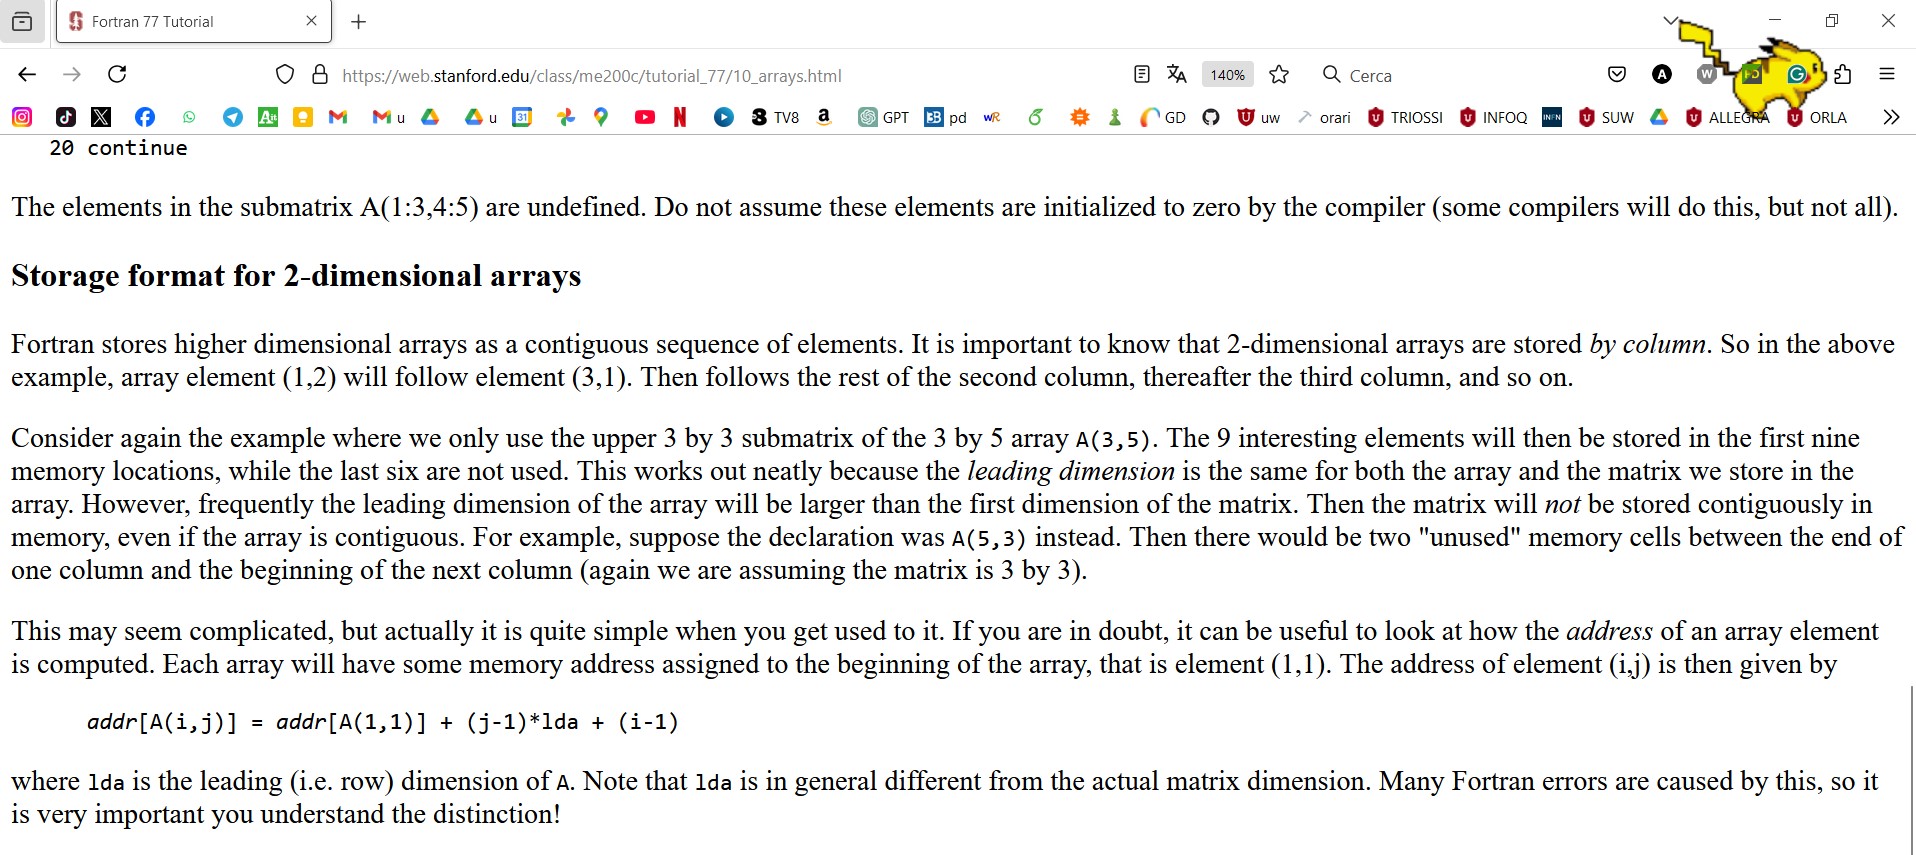 Fortran 77 Tutorial
https://web.stanford.edu/class/me200c/tutorial_77/10_arrays.html
140%
Cerca
A
W
Ait
M
M u
u
31
TV8
a
GPT
EB pd
wR
GD
uw
orari
TRIOSSI
INFOQ
INFN
SUW
ALLEGRA
ORLA
20 continue
The elements in the submatrix A(1:3,4:5) are undefined. Do not assume these elements are initialized to zero by the compiler (some compilers will do this, but not all).
Storage format for 2-dimensional arrays
Fortran stores higher dimensional arrays as a contiguous sequence of elements. It is important to know that 2-dimensional arrays are stored by column. So in the above
example, array element (1,2) will follow element (3,1). Then follows the rest of the second column, thereafter the third column, and so on.
Consider again the example where we only use the upper 3 by 3 submatrix of the 3 by 5 array A(3,5). The 9 interesting elements will then be stored in the first nine
memory locations, while the last six are not used. This works out neatly because the leading dimension is the same for both the array and the matrix we store in the
array. However, frequently the leading dimension of the array will be larger than the first dimension of the matrix. Then the matrix will not be stored contiguously in
memory, even if the array is contiguous. For example, suppose the declaration was A(5,3) instead. Then there would be two "unused" memory cells between the end of
one column and the beginning of the next column (again we are assuming the matrix is 3 by 3).
This may seem complicated, but actually it is quite simple when you get used to it. If you are in doubt, it can be useful to look at how the address of an array element
is computed. Each array will have some memory address assigned to the beginning of the array, that is element (1,1). The address of element (i,j) is then given by
addr[A(i,j)] = addr[A(1,1)] + (j-1)*lda + (i-1)
where lda is the leading (i.e. row) dimension of A. Note that lda is in general different from the actual matrix dimension. Many Fortran errors are caused by this, so it
is very important you understand the distinction!